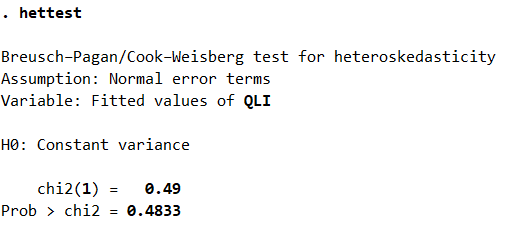 . hettest
Breusch–Pagan/Cook–Weisberg test for heteroskedasticity
Assumption: Normal error terms
Variable: Fitted values of QLI
H0: Constant variance
chi2(1) = 0.49
Prob > chi2 = 0.4833